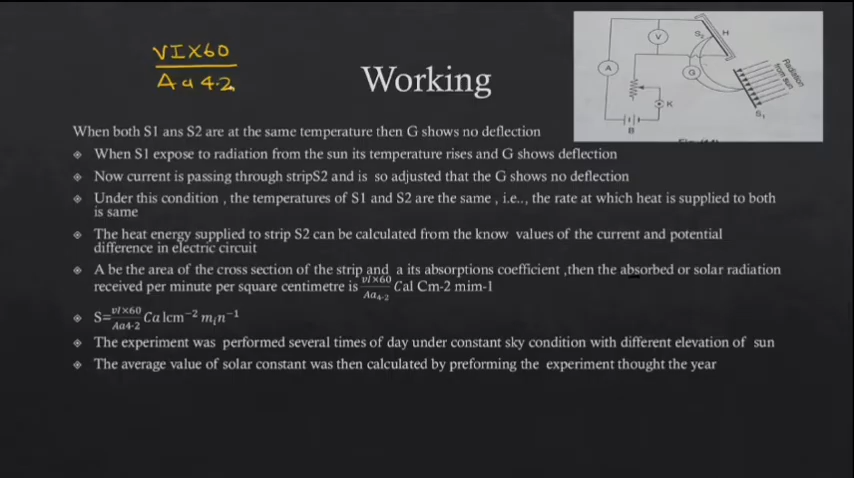 VI×60
Aa 4.2
Working
A
V
S2
H
G
K
B
S1
Radiation
from sun
When both S1 ans S2 are at the same temperature then G shows no deflection
When S1 expose to radiation from the sun its temperature rises and G shows deflection
Now current is passing through stripS2 and is so adjusted that the G shows no deflection
Under this condition , the temperatures of S1 and S2 are the same , i.e.., the rate at which heat is supplied to both
is same
The heat energy supplied to strip S2 can be calculated from the know values of the current and potential
difference in electric circuit
A be the area of the cross section of the strip and a its absorptions coefficient ,then the absorbed or solar radiation
received per minute per square centimetre is vI×60/Aa4.2 Cal Cm-2 mim-1
S=vI×60/Aa4.2 Calcm⁻² mᵢn⁻¹
The experiment was performed several times of day under constant sky condition with different elevation of sun
The average value of solar constant was then calculated by preforming the experiment thought the year